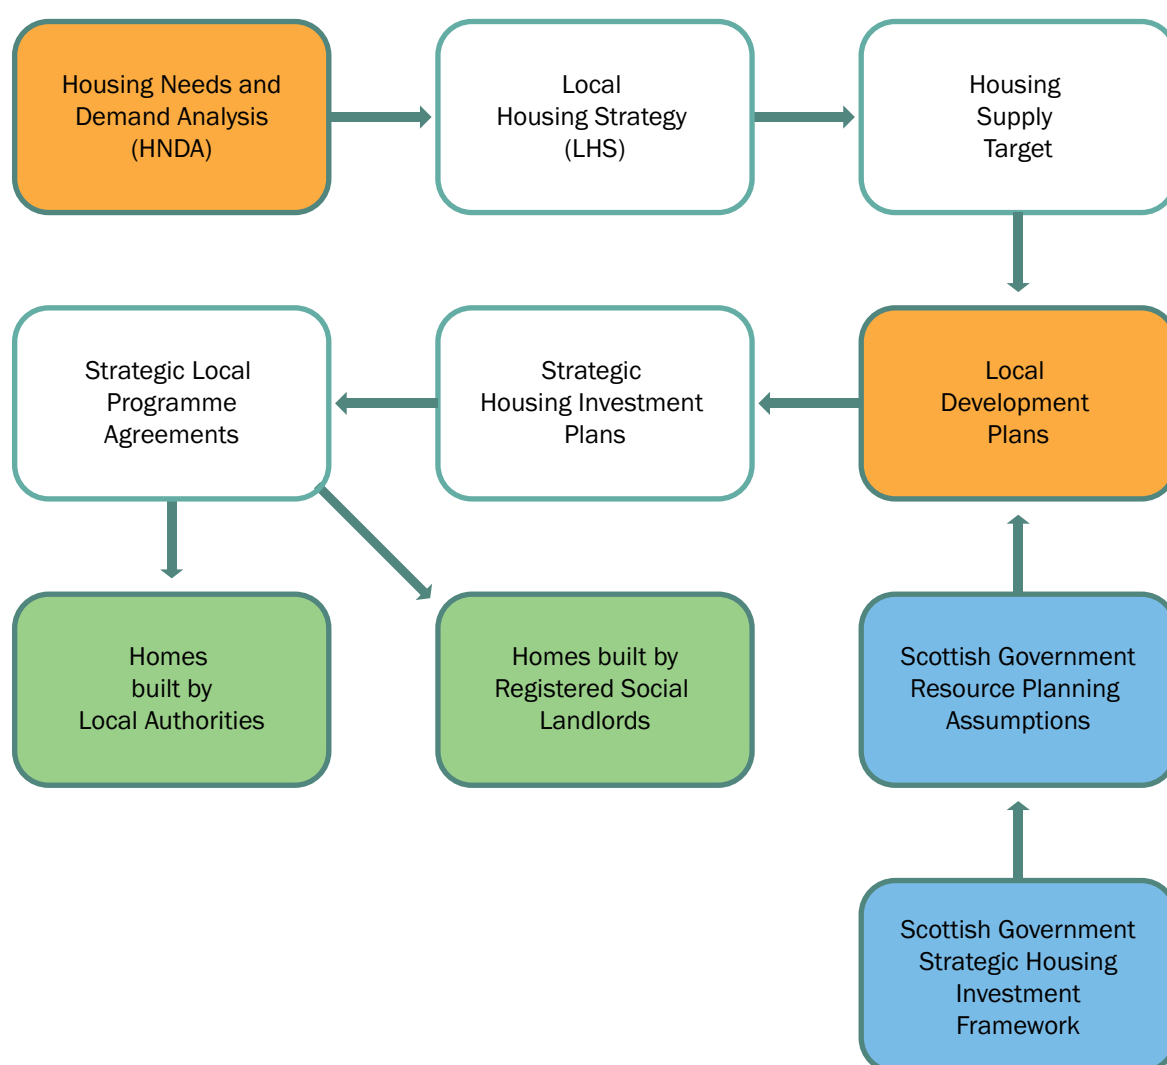 Housing Needs and
Demand Analysis
(HNDA)
Local
Housing Strategy
(LHS)
Housing
Supply
Target
Strategic Local
Programme
Agreements
Strategic
Housing Investment
Plans
Local
Development
Plans
Homes
built by
Local Authorities
Homes built by
Registered Social
Landlords
Scottish Government
Resource Planning
Assumptions
Scottish Government
Strategic Housing
Investment
Framework